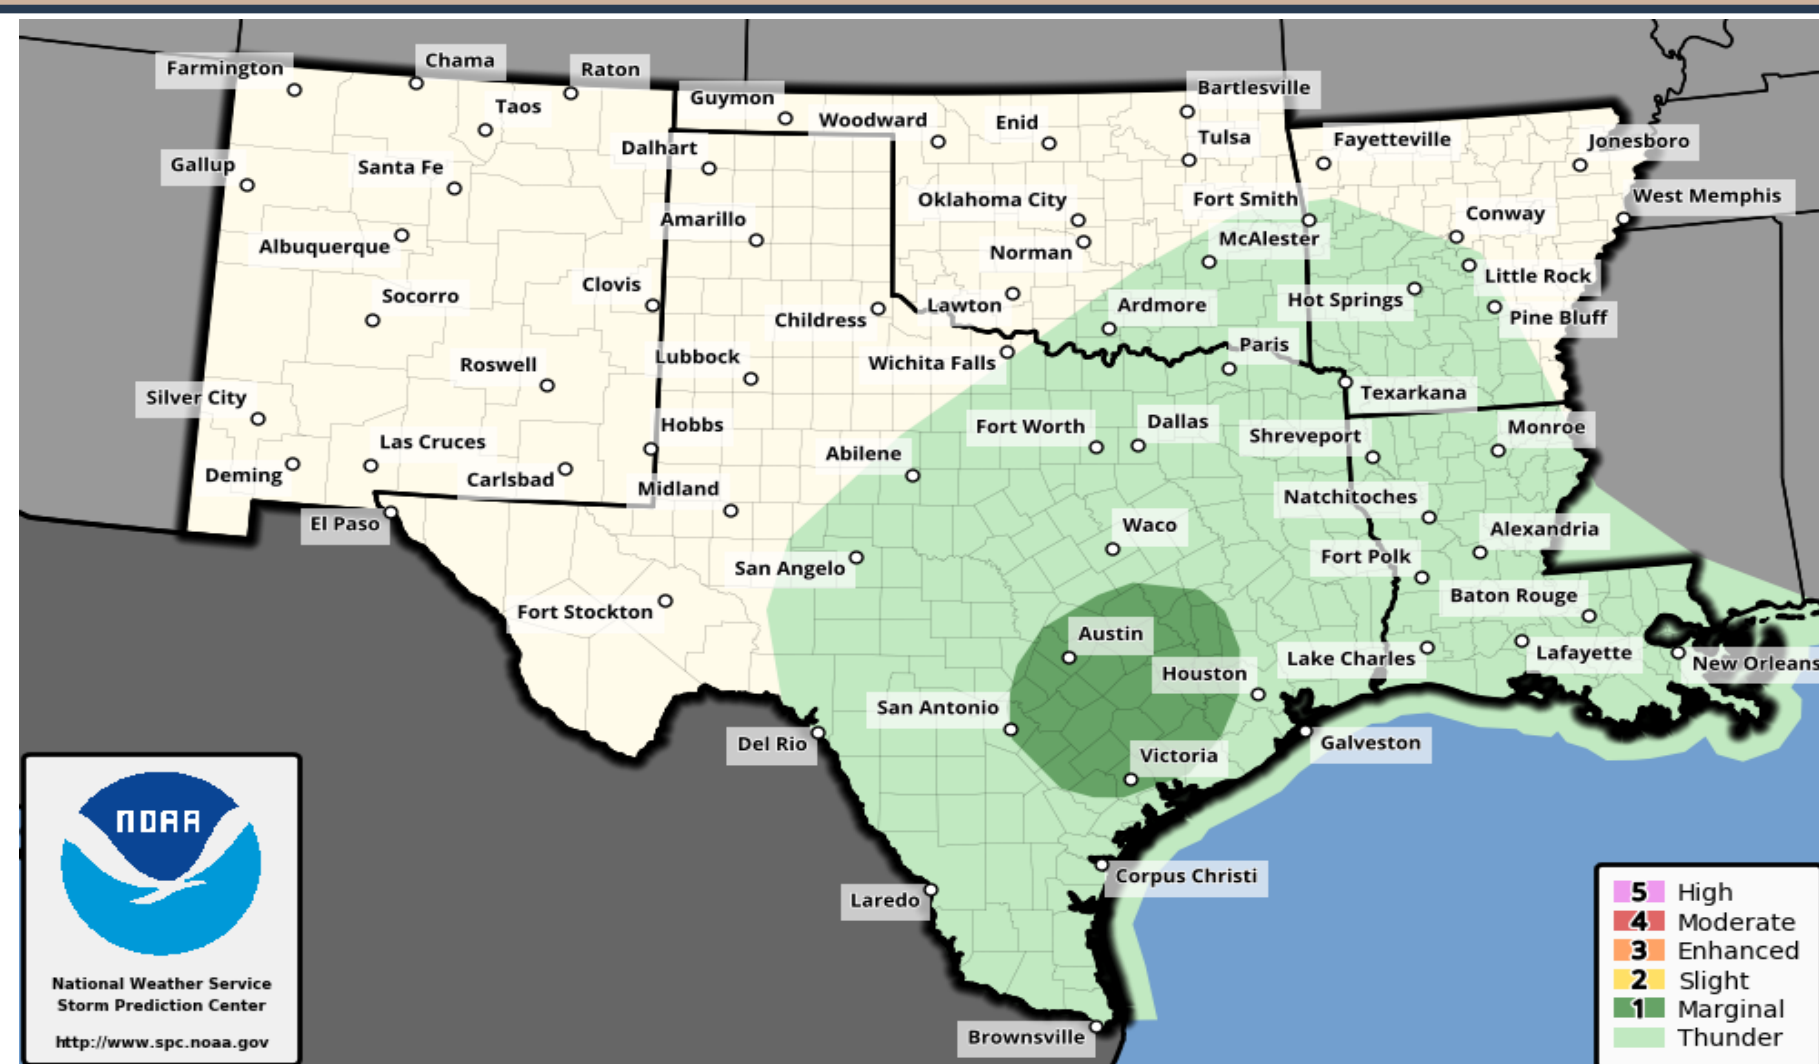 Farmington
Chama
Raton
Taos
Guymon
Woodward
Enid
Bartlesville
Tulsa
Fayetteville
Jonesboro
Gallup
Santa Fe
Dalhart
Oklahoma City
Fort Smith
Conway
West Memphis
Albuquerque
Amarillo
Norman
McAlester
Little Rock
Socorro
Clovis
Childress
Lawton
Ardmore
Hot Springs
Pine Bluff
Roswell
Lubbock
Wichita Falls
Paris
Texarkana
Silver City
Las Cruces
Hobbs
Fort Worth
Dallas
Shreveport
Monroe
Deming
Carlsbad
Midland
Abilene
Natchitoches
El Paso
San Angelo
Waco
Fort Polk
Alexandria
Fort Stockton
Austin
Baton Rouge
Houston
Lake Charles
Lafayette
New Orleans
San Antonio
Del Rio
Victoria
Galveston
Laredo
Corpus Christi
Brownsville
NOAA
National Weather Service
Storm Prediction Center
http://www.spc.noaa.gov
5 High
4 Moderate
3 Enhanced
2 Slight
1 Marginal
Thunder